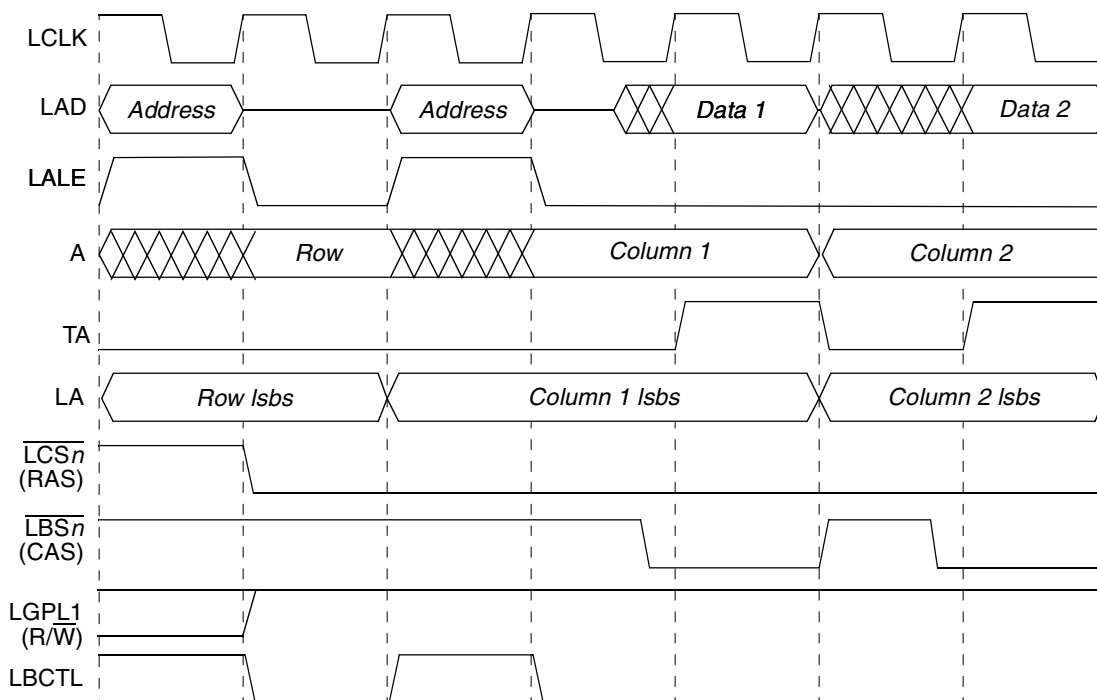 LCLK
LAD Address Address Data 1 Data 2
LALE
A Row Column 1 Column 2
TA
LA Row lsbs Column 1 lsbs Column 2 lsbs
LCSn
(RAS)
LBSn
(CAS)
LGPL1
(R/W)
LBCTL